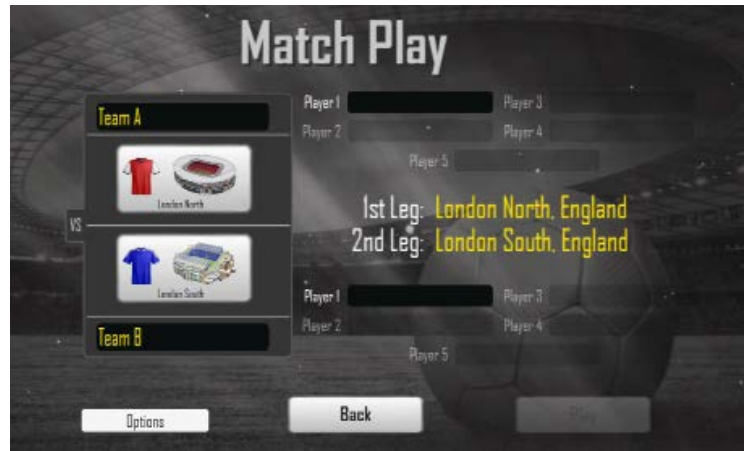 Match Play
Team A
Player 1
Player 3
Player 2
Player 4
Player 5
London North
VS
1st Leg: London North, England
2nd Leg: London South, England
London South
Player 1
Player 3
Player 2
Player 4
Team B
Player 5
Options
Back
Play